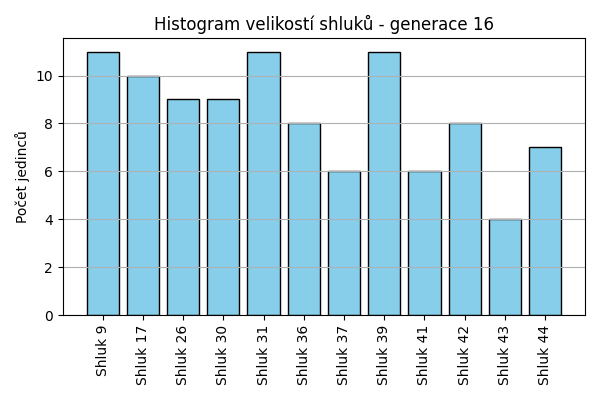 Histogram velikostí shluků - generace 16
Počet jedinců
10
8
6
4
2
0
Shluk 9
Shluk 17
Shluk 26
Shluk 30
Shluk 31
Shluk 36
Shluk 37
Shluk 39
Shluk 41
Shluk 42
Shluk 43
Shluk 44